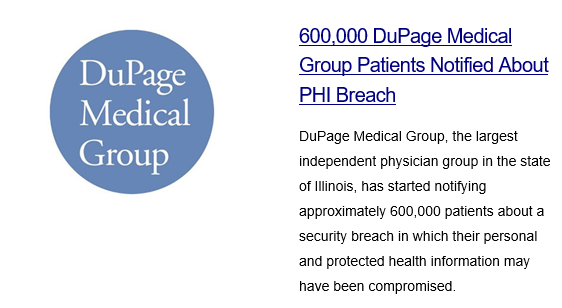 DuPage
Medical
Group
600,000 DuPage Medical
Group Patients Notified About
PHI Breach
DuPage Medical Group, the largest
independent physician group in the state
of Illinois, has started notifying
approximately 600,000 patients about a
security breach in which their personal
and protected health information may
have been compromised.